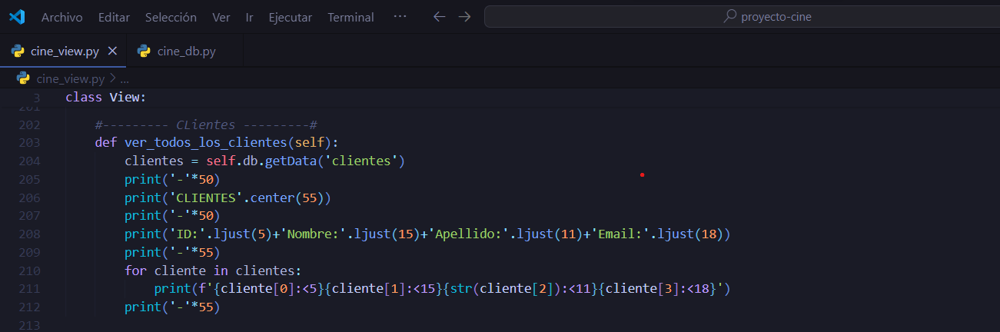 Archivo Editar Selección Ver Ir Ejecutar Terminal ... proyecto-cine
cine_view.py cine_db.py
cine_view.py > ...
3 class View:
201
202 #--------- CLientes ---------#
203 def ver_todos_los_clientes(self):
204 clientes = self.db.getData('clientes')
205 print('-'*50)
206 print('CLIENTES'.center(55))
207 print('-'*50)
208 print('ID:'.ljust(5)+'Nombre:'.ljust(15)+'Apellido:'.ljust(11)+'Email:'.ljust(18))
209 print('-'*55)
210 for cliente in clientes:
211 print(f'{cliente[0]:<5}{cliente[1]:<15}{str(cliente[2]):<11}{cliente[3]:<18}')
212 print('-'*55)
213